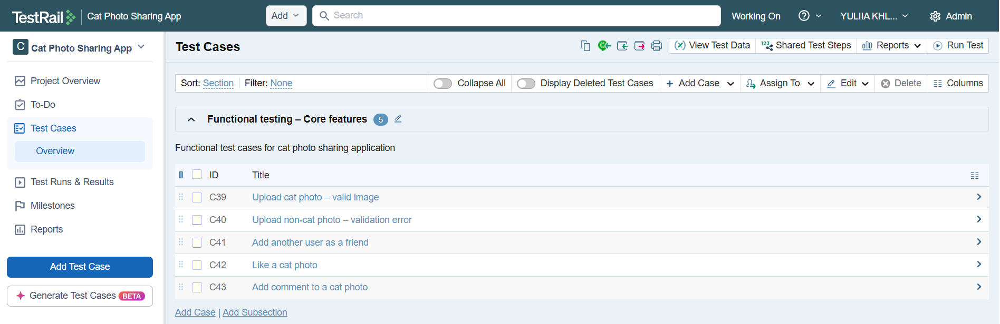 TestRail Cat Photo Sharing App Add Search Working On ? YULIIA KHL... Admin
C Cat Photo Sharing App
Project Overview
To-Do
Test Cases
Overview
Test Runs & Results
Milestones
Reports
Add Test Case
Generate Test Cases BETA
Test Cases (X) View Test Data 123 Shared Test Steps Reports Run Test
Sort: Section Filter: None Collapse All Display Deleted Test Cases + Add Case Assign To Edit Delete Columns
Functional testing – Core features 5
Functional test cases for cat photo sharing application
ID Title
C39 Upload cat photo – valid image
C40 Upload non-cat photo – validation error
C41 Add another user as a friend
C42 Like a cat photo
C43 Add comment to a cat photo
Add Case | Add Subsection